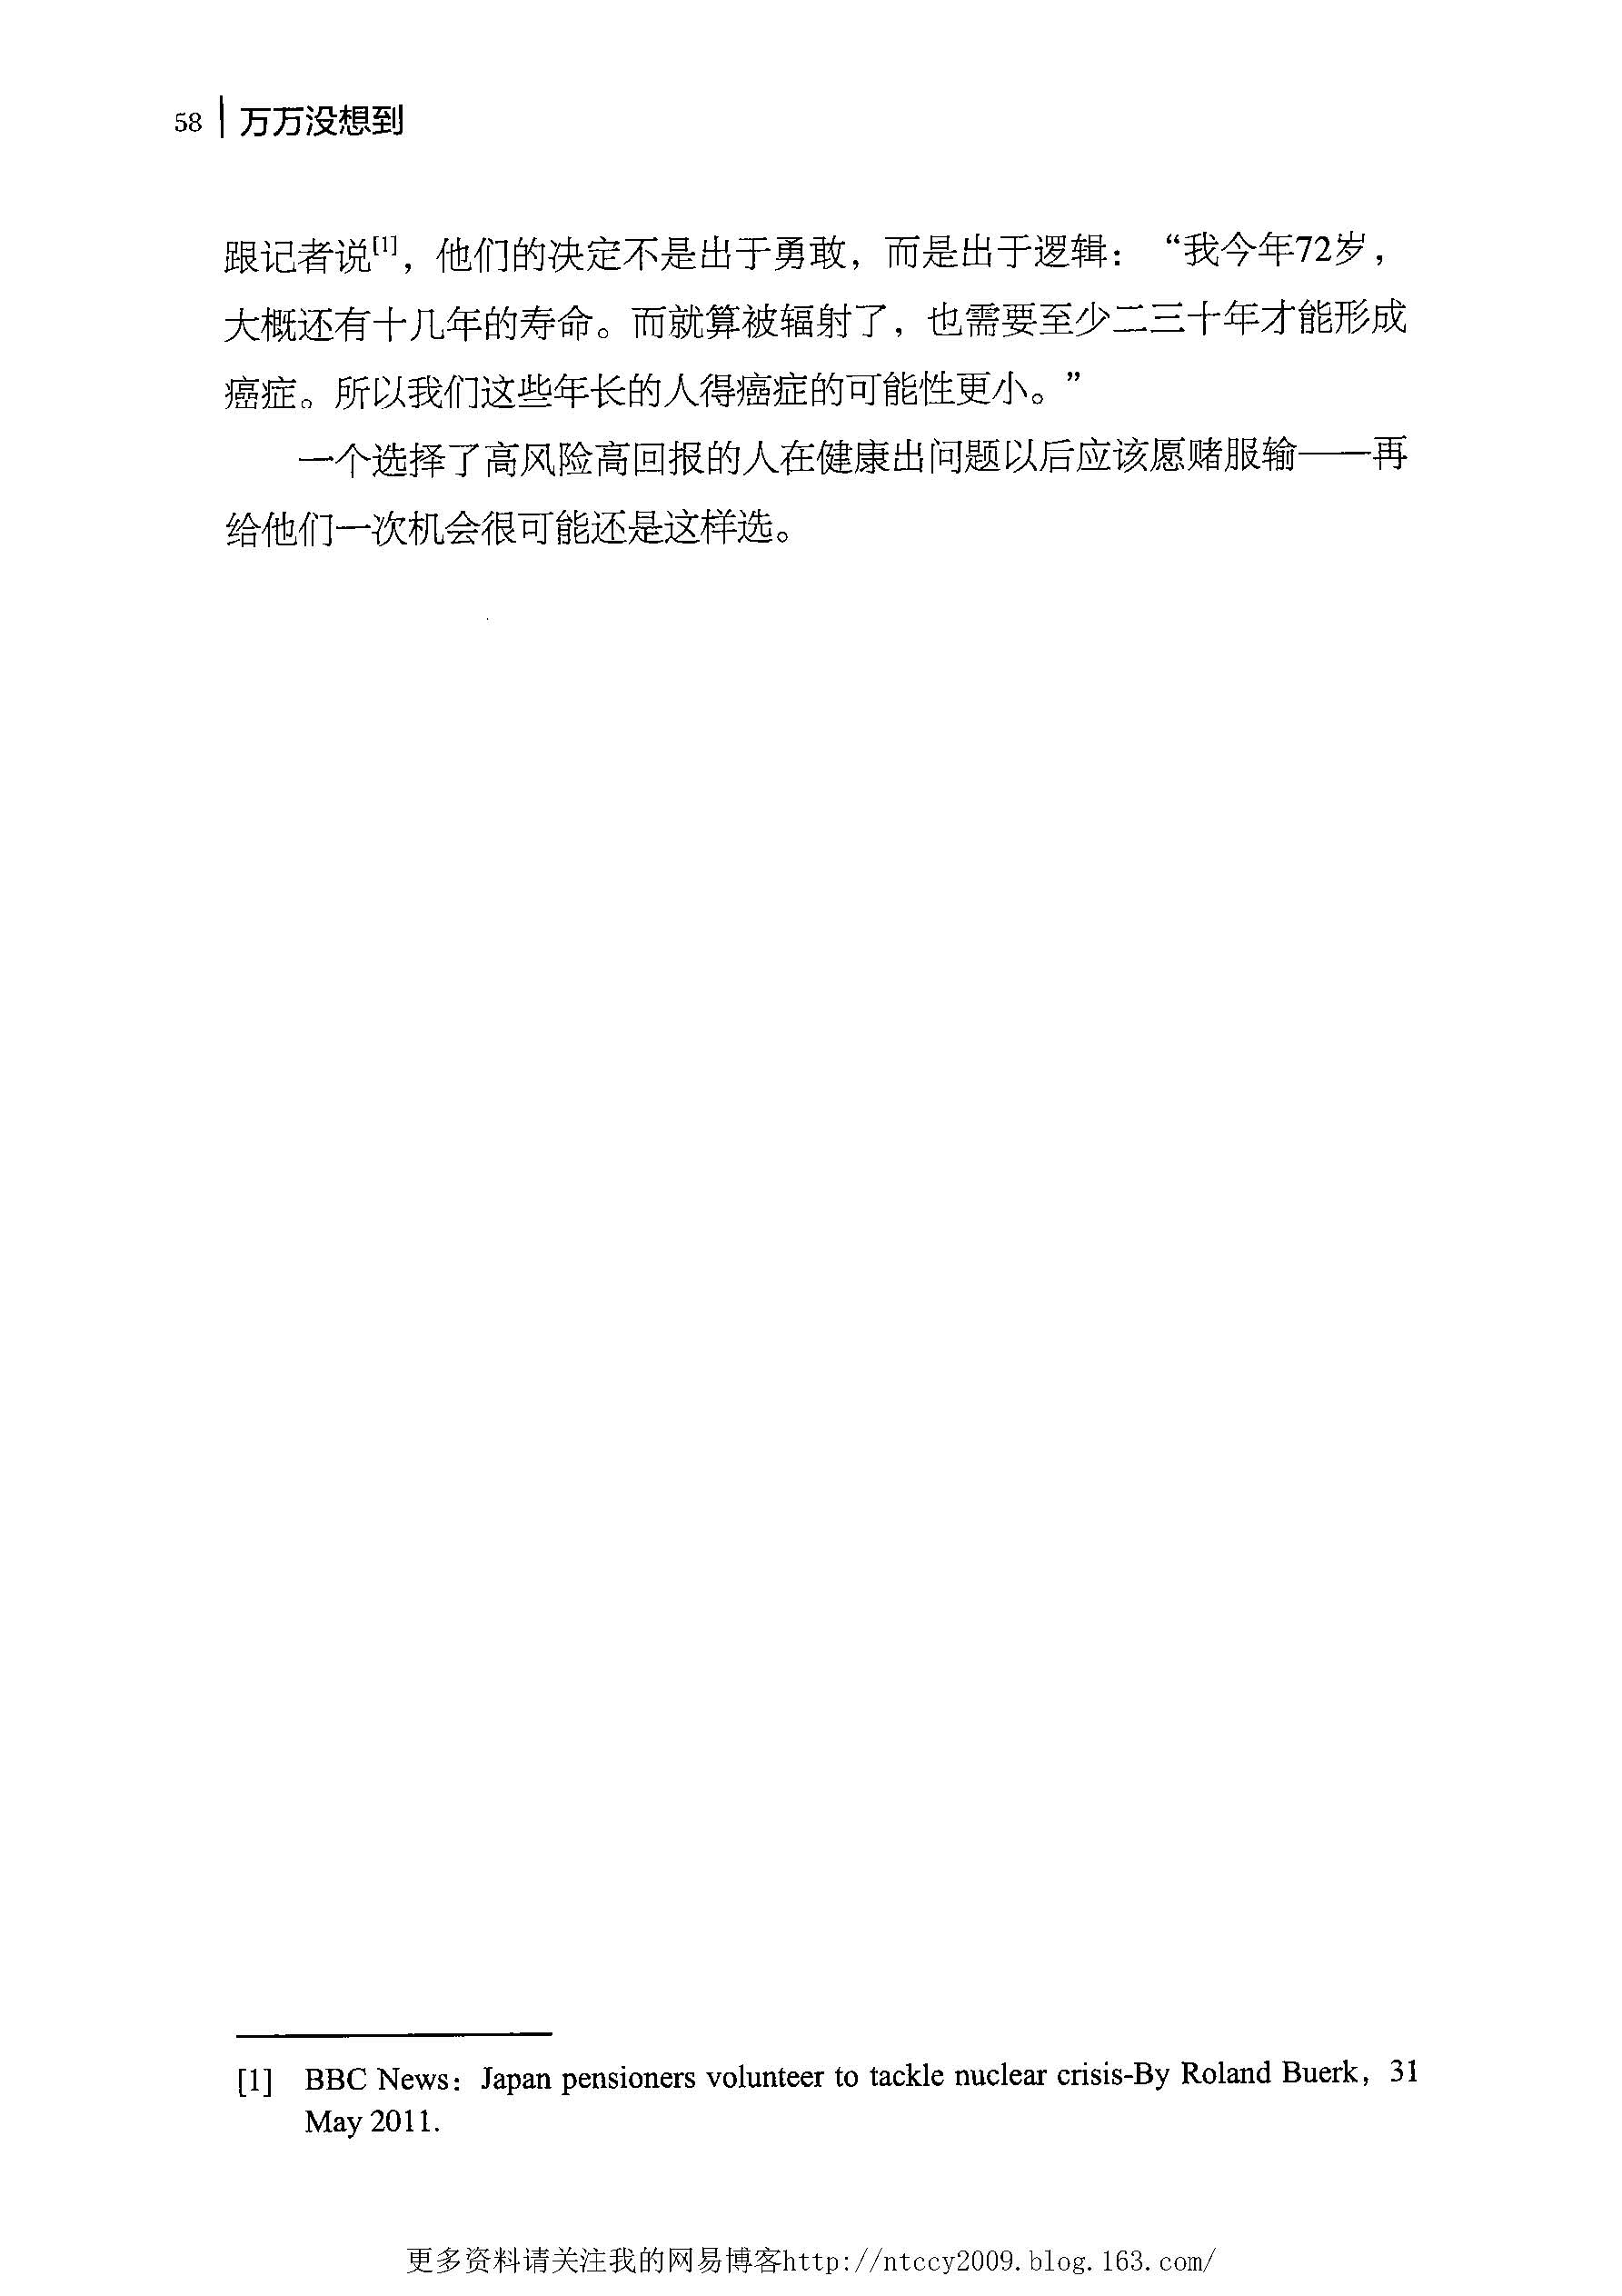 58 | 万万没想到
跟记者说[1]，他们的决定不是出于勇敢，而是出于逻辑：“我今年72岁，
大概还有十几年的寿命。而就算被辐射了，也需要至少二三十年才能形成
癌症。所以我们这些年长的人得癌症的可能性更小。”
一个选择了高风险高回报的人在健康出问题以后应该愿赌服输——再
给他们一次机会很可能还是这样选。
[1] BBC News：Japan pensioners volunteer to tackle nuclear crisis-By Roland Buerk，31
May 2011.
更多资料请关注我的网易博客http://ntccy2009.blog.163.com/